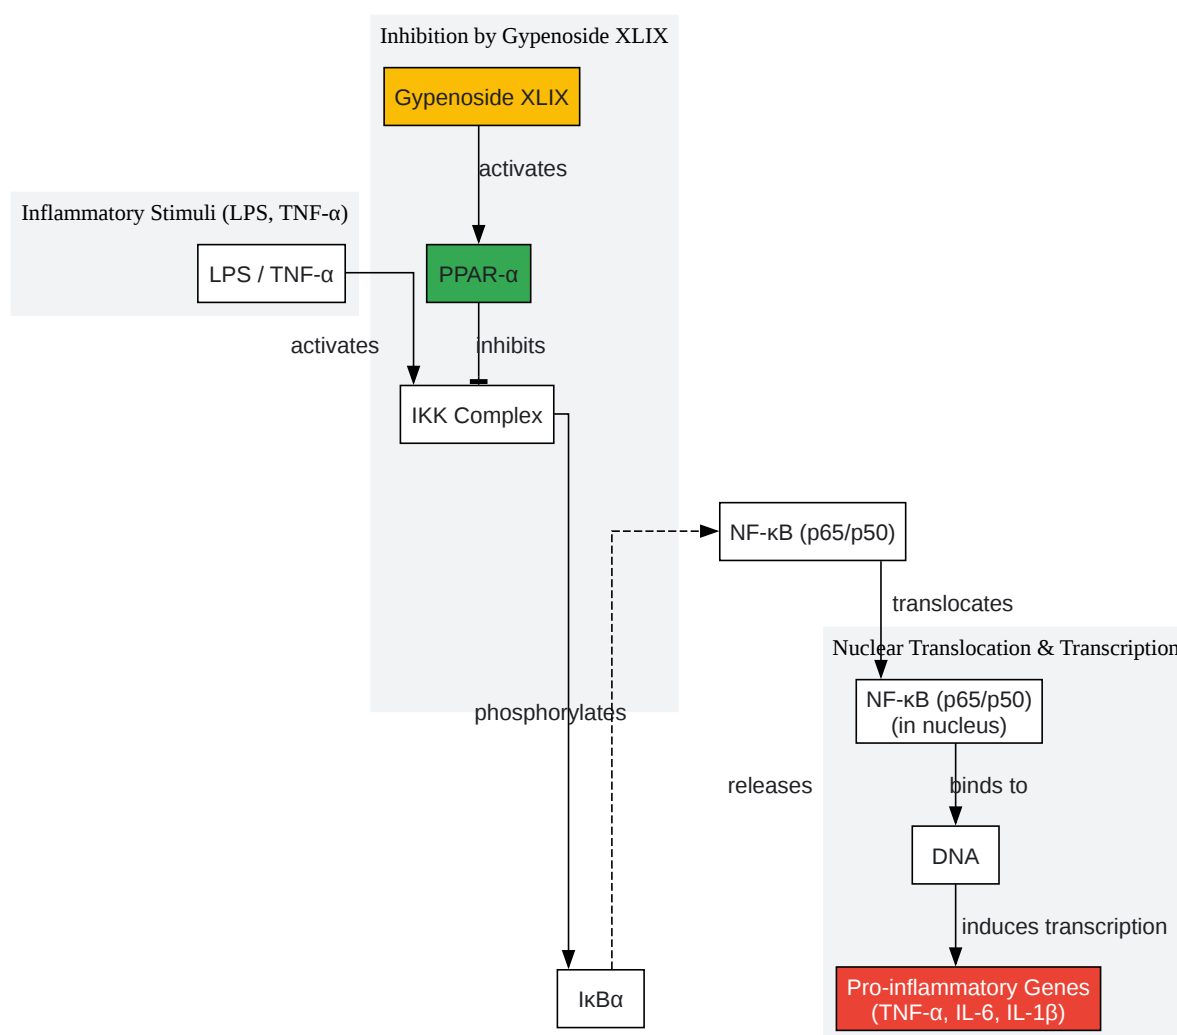 Inhibition by Gypenoside XLIX
Gypenoside XLIX
activates
Inflammatory Stimuli (LPS, TNF-α)
LPS / TNF-α
PPAR-α
activates
inhibits
IKK Complex
NF-κB (p65/p50)
translocates
Nuclear Translocation & Transcription
NF-κB (p65/p50)
(in nucleus)
phosphorylates
releases
binds to
DNA
induces transcription
IκBα
Pro-inflammatory Genes
(TNF-α, IL-6, IL-1β)